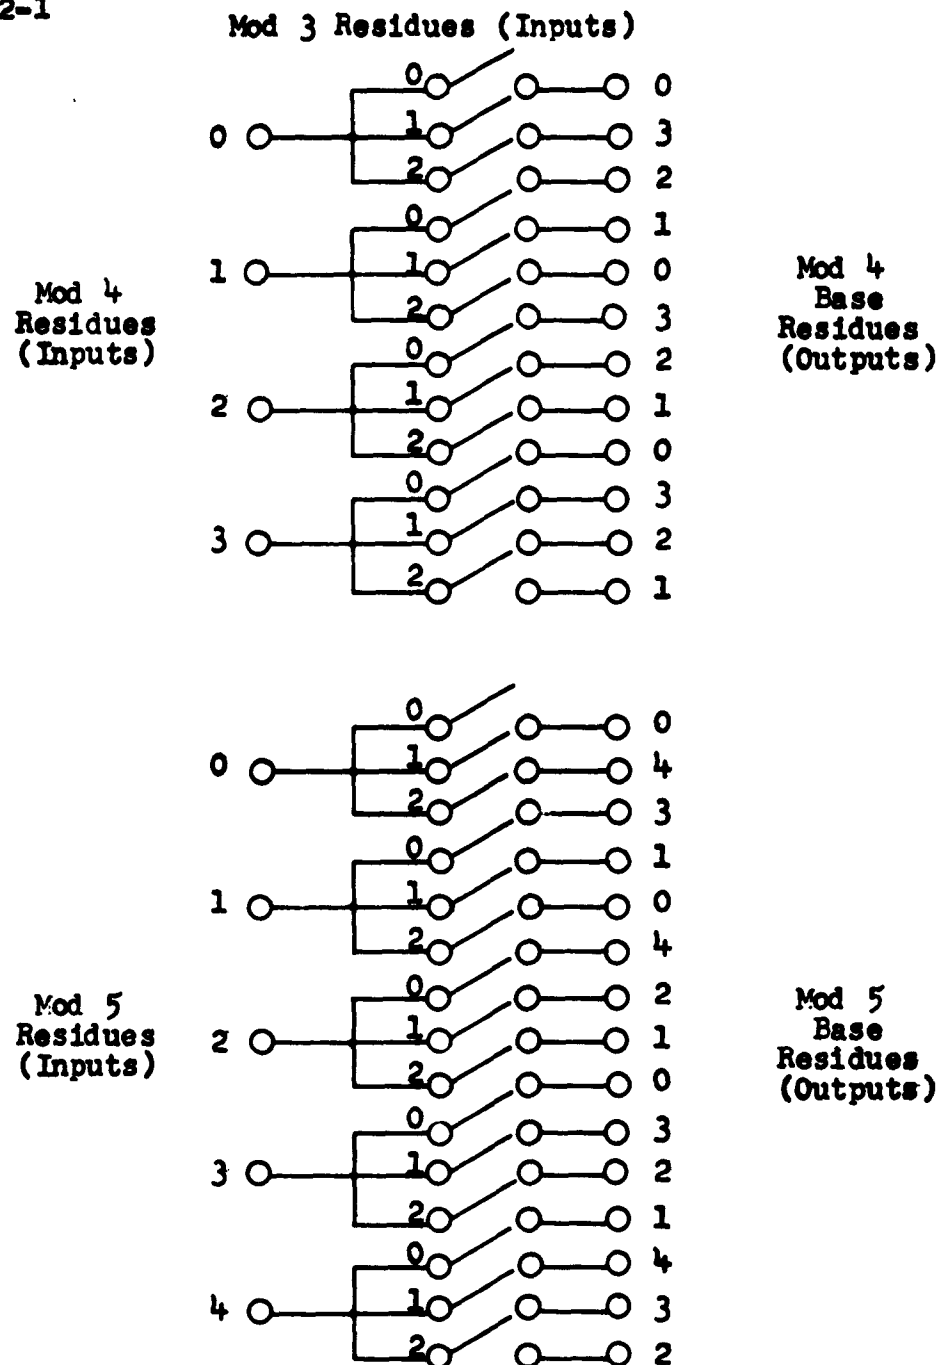 2-1
Mod 3 Residues (Inputs)
0 0
0 1 3
2 2
0 1
1 1 0
2 3
Mod 4
Residues
(Inputs)
Mod 4
Base
Residues
(Outputs)
0 2
2 1 1
2 0
0 3
3 1 2
2 1
0 0
0 1 4
2 3
0 1
1 1 0
2 4
Mod 5
Residues
(Inputs)
Mod 5
Base
Residues
(Outputs)
0 2
2 1 1
2 0
0 3
3 1 2
2 1
0 4
4 1 3
2 2